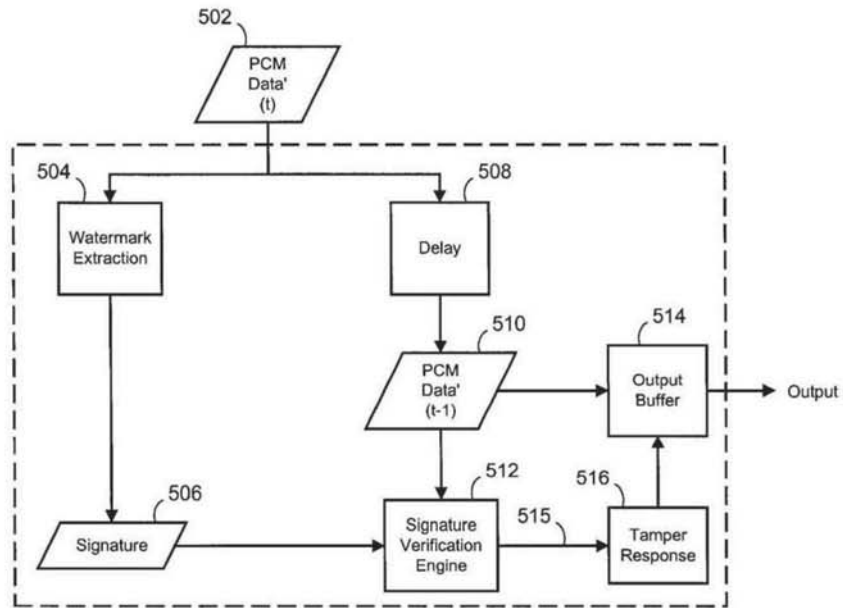 502
PCM
Data'
(t)
504
508
Watermark
Extraction
Delay
510
514
PCM
Data'
(t-1)
Output
Buffer
Output
506
512
515
516
Signature
Signature
Verification
Engine
Tamper
Response